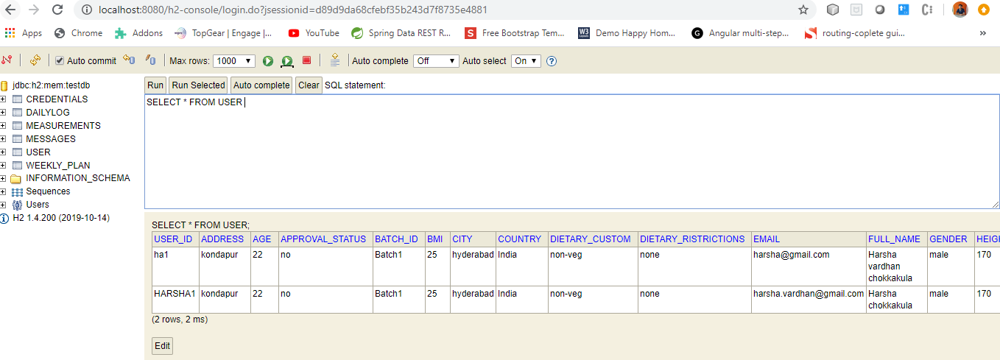 localhost:8080/h2-console/login.do?jsessionid=d89d9da68cfebf35b243d7f8735e4881
Apps Chrome Addons TopGear | Engage |... YouTube Spring Data REST R... Free Bootstrap Tem... W3 Demo Happy Hom... G Angular multi-step... routing-coplete gui... »
Auto commit Max rows: 1000 Auto complete Off Auto select On ?
jdbc:h2:mem:testdb
CREDENTIALS
DAILYLOG
MEASUREMENTS
MESSAGES
USER
WEEKLY_PLAN
INFORMATION_SCHEMA
Sequences
Users
H2 1.4.200 (2019-10-14)
Run Run Selected Auto complete Clear SQL statement:
SELECT * FROM USER
SELECT * FROM USER;
USER_ID ADDRESS AGE APPROVAL_STATUS BATCH_ID BMI CITY COUNTRY DIETARY_CUSTOM DIETARY_RISTRICTIONS EMAIL FULL_NAME GENDER HEIGH
ha1 kondapur 22 no Batch1 25 hyderabad India non-veg none harsha@gmail.com Harsha male 170
vardhan
chokkakula
HARSHA1 kondapur 22 no Batch1 25 hyderabad India non-veg none harsha.vardhan@gmail.com Harsha male 170
chokkakula
(2 rows, 2 ms)
Edit